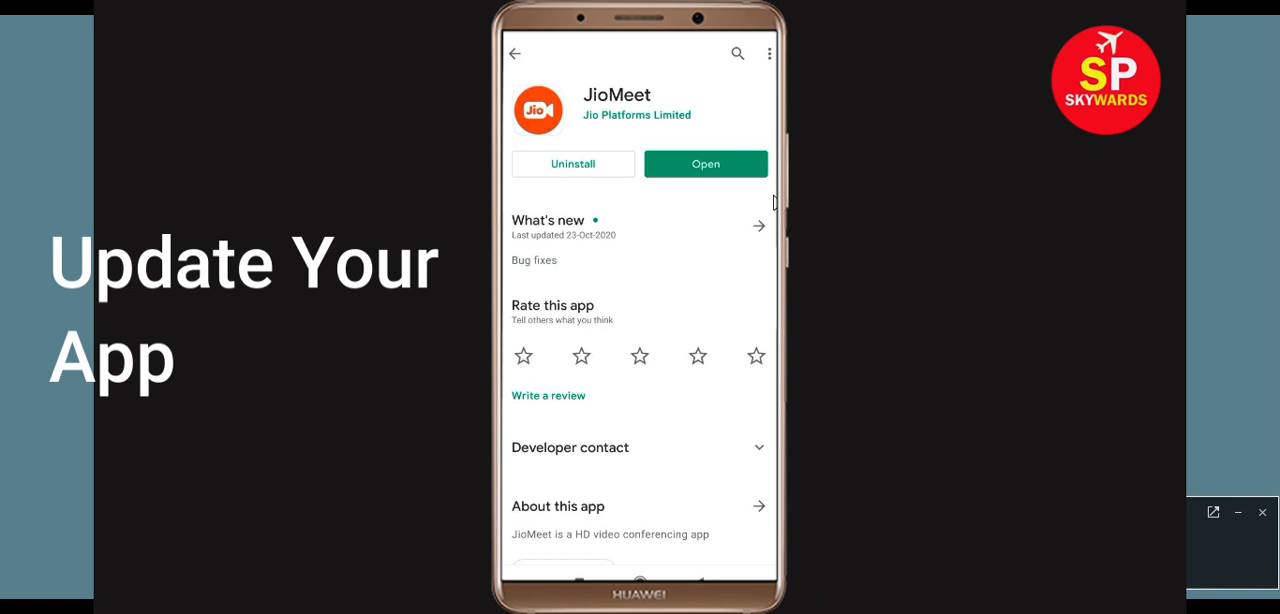 SP
SKYWARDS
Update Your
App
JioMeet
Jio
Jio Platforms Limited
Uninstall
Open
What's new
Last updated 23-Oct-2020
Bug fixes
Rate this app
Tell others what you think
Write a review
Developer contact
About this app
JioMeet is a HD video conferencing app
HUAWEI